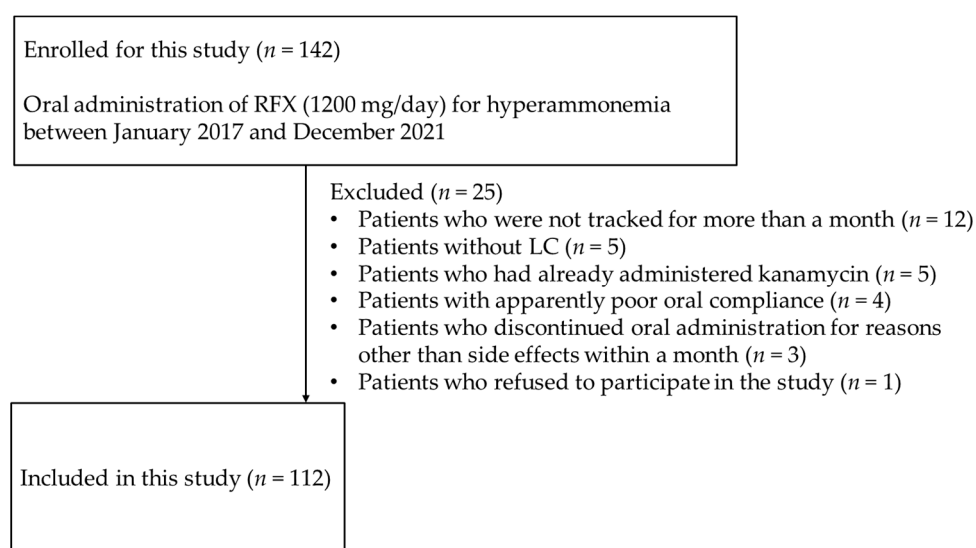 Enrolled for this study (n = 142)
Oral administration of RFX (1200 mg/day) for hyperammonemia
between January 2017 and December 2021
Excluded (n = 25)
• Patients who were not tracked for more than a month (n = 12)
• Patients without LC (n = 5)
• Patients who had already administered kanamycin (n = 5)
• Patients with apparently poor oral compliance (n = 4)
• Patients who discontinued oral administration for reasons
other than side effects within a month (n = 3)
• Patients who refused to participate in the study (n = 1)
Included in this study (n = 112)